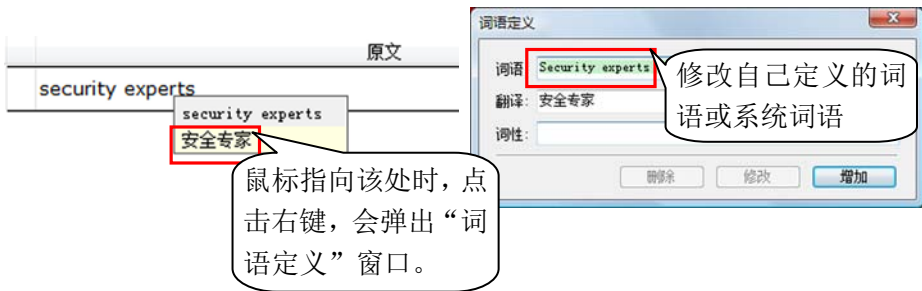 原文
security experts
security experts
安全专家
鼠标指向该处时，点
击右键，会弹出“词
语定义”窗口。
词语定义
词语
Security experts
翻译：
安全专家
词性：
修改自己定义的词
语或系统词语
删除
修改
增加